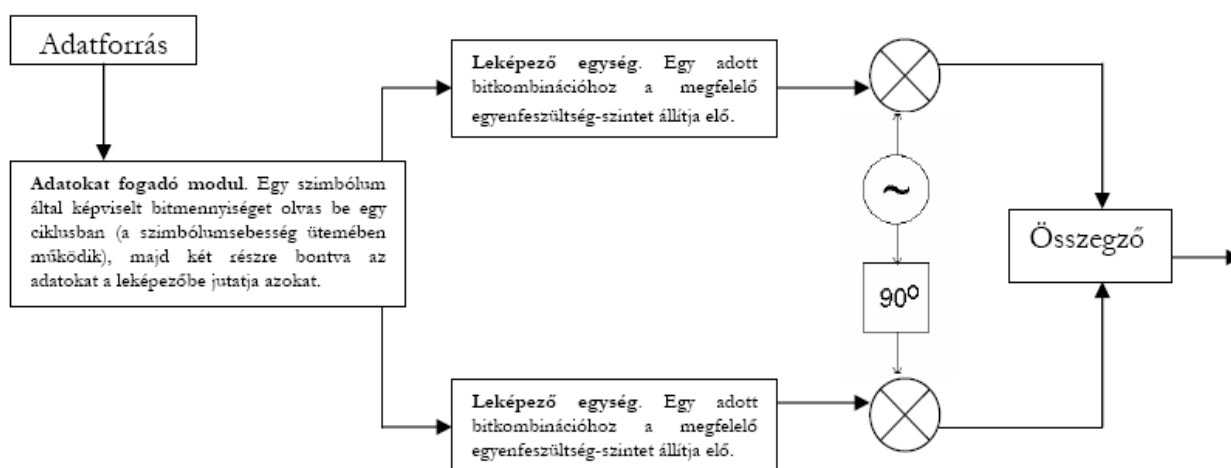 Adatforrás
Adatokat fogadó modul. Egy szimbólum
által képviselt bitmennyiséget olvas be egy
ciklusban (a szimbólumsebesség ütemében
működik), majd két részre bontva az
adatokat a leképezőbe jutatja azokat.
Leképező egység. Egy adott
bitkombinációhoz a megfelelő
egyenfeszültség-szintet állítja elő.
~
90°
Leképező egység. Egy adott
bitkombinációhoz a megfelelő
egyenfeszültség-szintet állítja elő.
Összegző